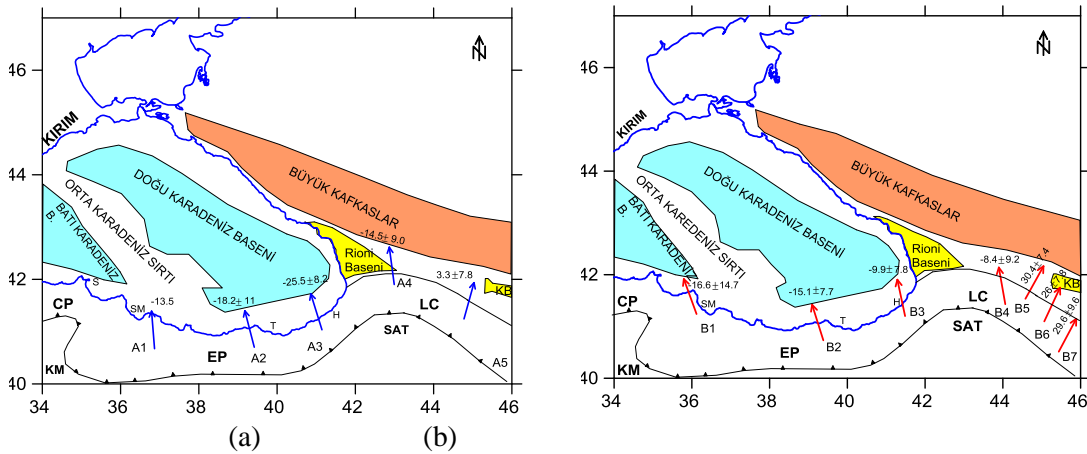 46
44
42
40
34
36
38
40
42
44
46
N
KIRIM
BÜYÜK KAFKASLAR
DOĞU KARADENİZ BASENİ
ORTA KARADENİZ SIRTI
BATI KARADENİZ
B.
Rioni
Baseni
KB
-14.5± 9.0
-25.5± 8.2
-18.2± 11
-13.5
3.3±7.8
S
SM
T
H
A1
A2
A3
A4
A5
CP
KM
EP
SAT
LC
(a)
(b)
46
44
42
40
34
36
38
40
42
44
46
N
KIRIM
BÜYÜK KAFKASLAR
DOĞU KARADENİZ BASENİ
ORTA KAREDENİZ SIRTI
BATI KARADENİZ
B.
Rioni
Baseni
KB
-9.9±7.8
-8.4±9.2
30.4±7.4
29.6±9.6
-16.6±14.7
-15.1±7.7
SM
T
H
B1
B2
B3
B4
B5
B6
B7
CP
KM
EP
SAT
LC